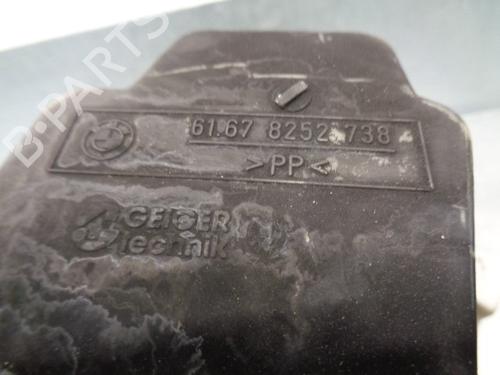 B-PARTS
61.67 8252 738
>PP<
GEIGER
technik